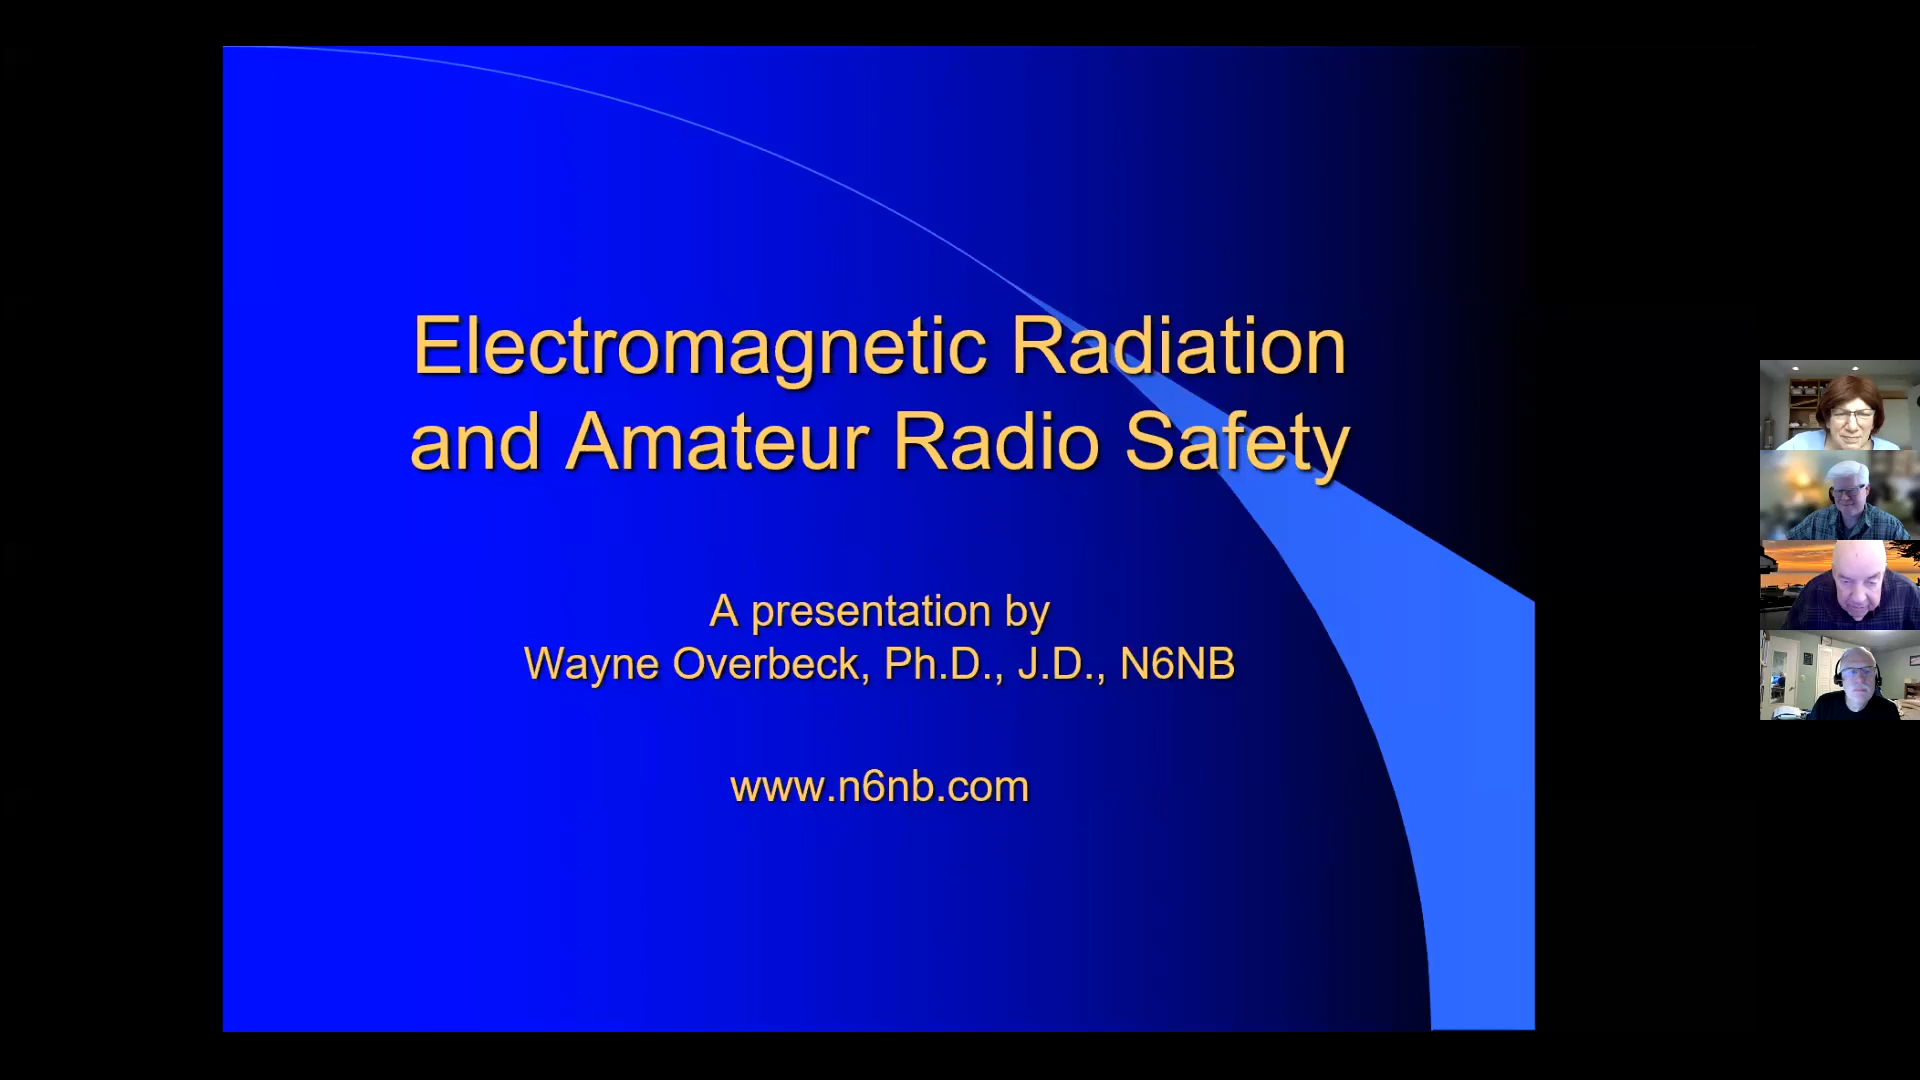 Electromagnetic Radiation
and Amateur Radio Safety
A presentation by
Wayne Overbeck, Ph.D., J.D., N6NB
www.n6nb.com